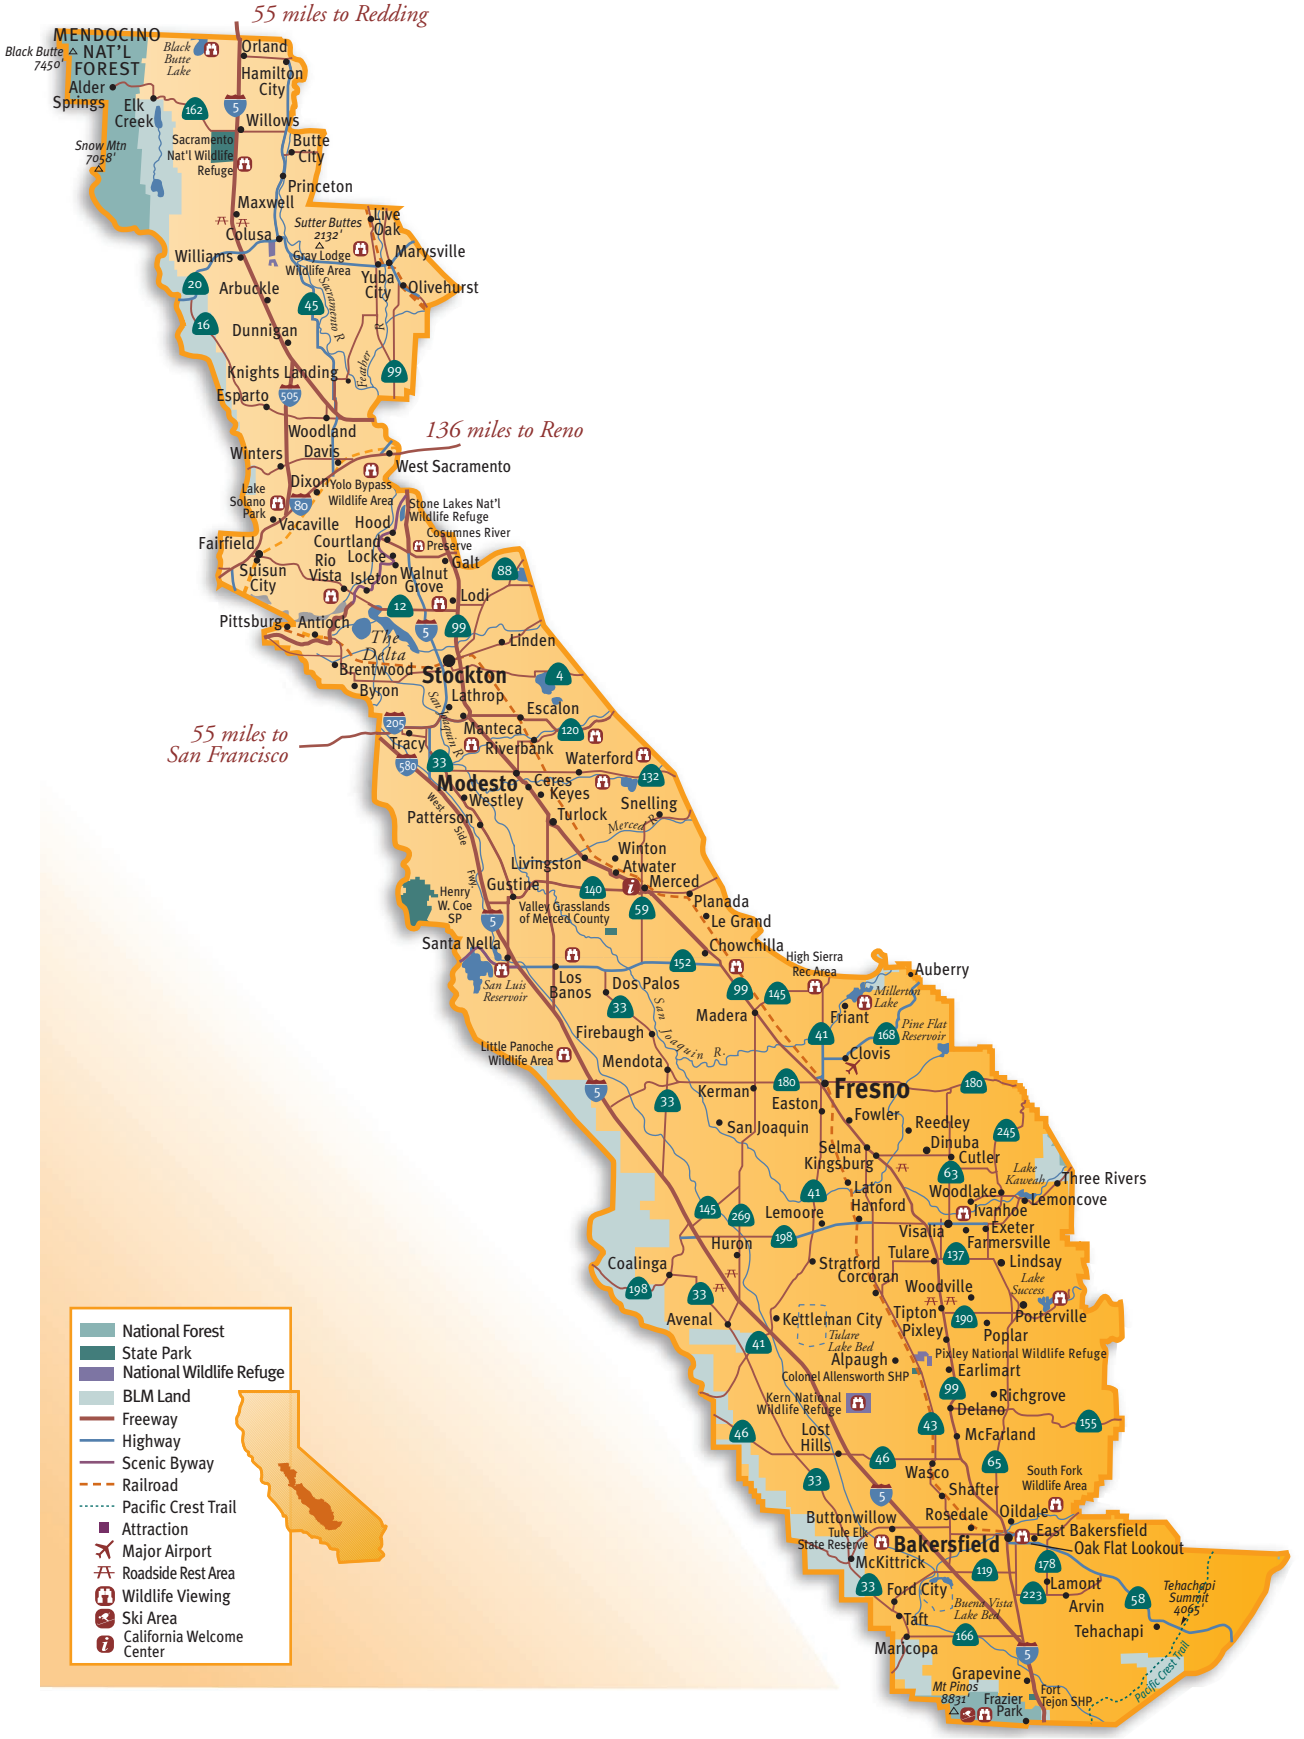 55 miles to Redding
MENDOCINO
NAT'L
FOREST
Black Butte
7450'
Black
Butte
Lake
Orland
Hamilton
City
Alder
Springs
Elk
Creek
162
5
Willows
Snow Mtn
7058'
Sacramento
Nat'l Wildlife
Refuge
Butte
City
Princeton
Maxwell
Colusa
Sutter Buttes
2132'
Live
Oak
Gray Lodge
Wildlife Area
Marysville
Williams
Yuba
City
Olivehurst
20
Arbuckle
45
Sacramento R
16
Dunnigan
Feather R
99
Knights Landing
505
Esparto
Woodland
136 miles to Reno
Winters
Davis
West Sacramento
Dixon
Yolo Bypass
Wildlife Area
Lake
Solano
Park
80
Stone Lakes Nat'l
Wildlife Refuge
Vacaville
Hood
Courtland
Cosumnes River
Preserve
Fairfield
Locke
Galt
Suisun
City
Rio
Vista
Isleton
Walnut
Grove
88
Lodi
12
5
99
Pittsburg
Antioch
The
Delta
Linden
Brentwood
Stockton
4
Byron
Lathrop
San Joaquin R
Escalon
205
Manteca
120
55 miles to
San Francisco
Tracy
Riverbank
580
33
Waterford
132
Modesto
Ceres
Keyes
Westley
Snelling
West Side Fwy.
Patterson
Turlock
Merced R
Winton
Livingston
Atwater
Merced
Gustine
140
Henry
W. Coe
SP
Valley Grasslands
of Merced County
59
Planada
Le Grand
5
Santa Nella
Chowchilla
152
High Sierra
Rec Area
Auberry
San Luis
Reservoir
Los
Banos
Dos Palos
99
145
Millerton
Lake
33
Madera
Friant
San Joaquin R.
Firebaugh
41
168
Pine Flat
Reservoir
Little Panoche
Wildlife Area
Mendota
Clovis
5
33
Kerman
180
Fresno
180
Easton
Fowler
San Joaquin
Reedley
245
Selma
Dinuba
Kingsburg
Cutler
63
Lake
Kaweah
Three Rivers
Laton
Woodlake
Lemoncove
41
145
269
Lemoore
Hanford
Ivanhoe
Visalia
Exeter
198
Farmersville
Huron
Tulare
137
Coalinga
Stratford
Lindsay
Corcoran
198
33
Woodville
Lake
Success
Avenal
Kettleman City
Tipton
190
Porterville
41
Tulare
Lake Bed
Pixley
Poplar
Alpaugh
Pixley National Wildlife Refuge
Colonel Allensworth SHP
Earlimart
99
Kern National
Wildlife Refuge
Richgrove
Delano
46
43
155
Lost
Hills
McFarland
46
65
33
Wasco
South Fork
Wildlife Area
5
Shafter
Buttonwillow
Rosedale
Oildale
Tule Elk
State Reserve
Bakersfield
East Bakersfield
Oak Flat Lookout
McKittrick
178
119
33
Ford City
Lamont
223
58
Tehachapi
Summit
4065'
Buena Vista
Lake Bed
Arvin
Taft
Tehachapi
Maricopa
166
5
Pacific Crest Trail
Grapevine
Mt Pinos
8831'
Frazier
Park
Fort
Tejon SHP
National Forest
State Park
National Wildlife Refuge
BLM Land
Freeway
Highway
Scenic Byway
Railroad
Pacific Crest Trail
Attraction
Major Airport
Roadside Rest Area
Wildlife Viewing
Ski Area
California Welcome
Center